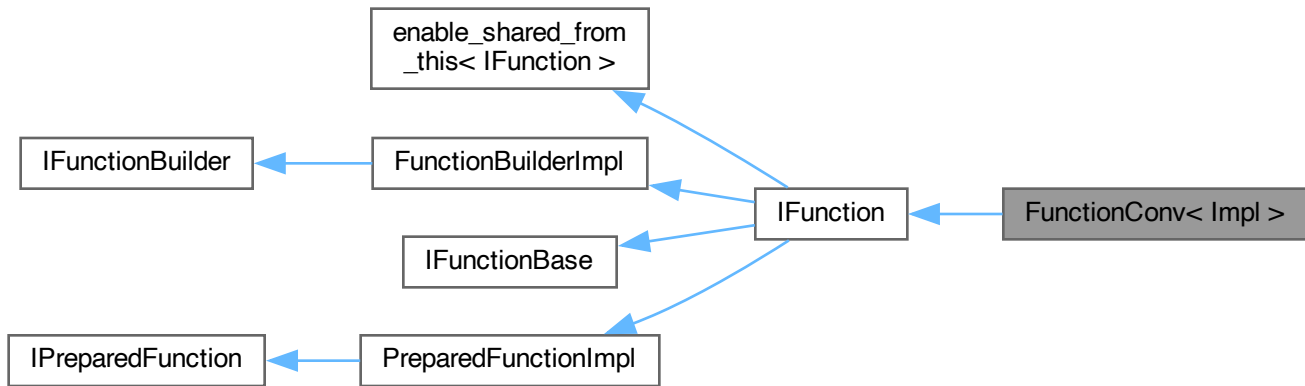 enable_shared_from
_this< IFunction >
IFunctionBuilder
FunctionBuilderImpl
IFunction
FunctionConv< Impl >
IFunctionBase
IPreparedFunction
PreparedFunctionImpl